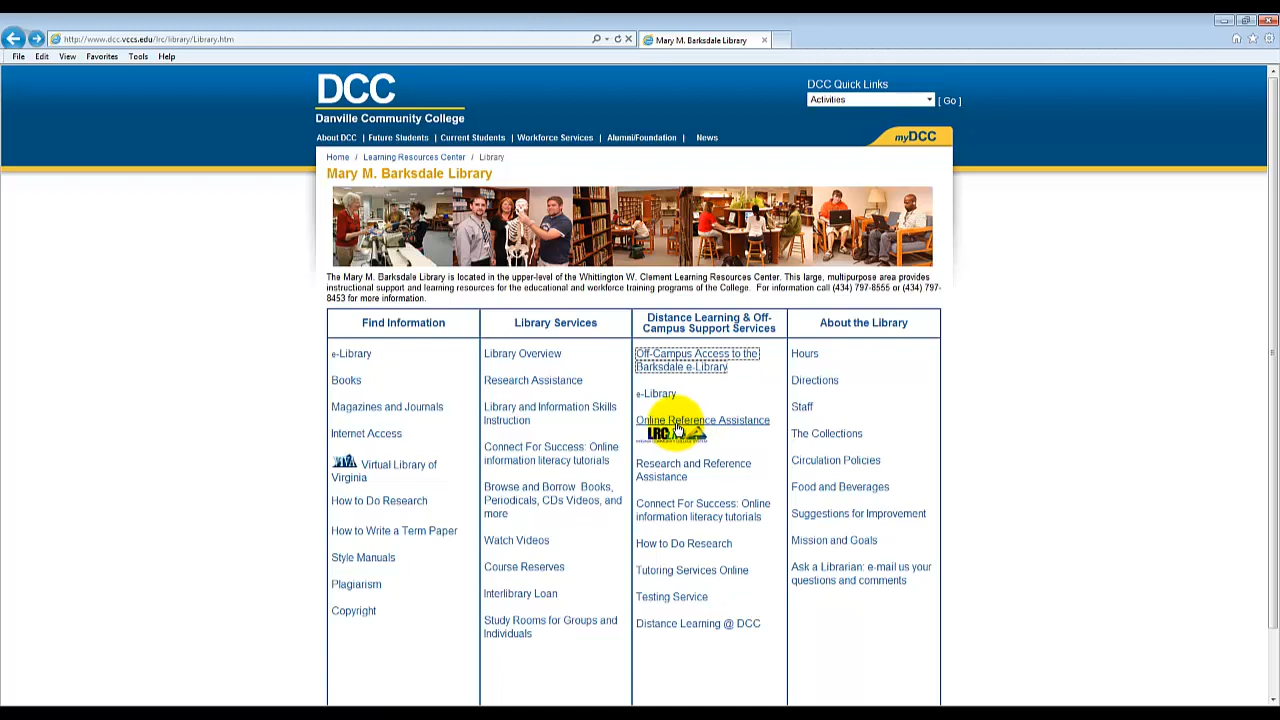 http://www.dcc.vccs.edu/lrc/library/Library.htm
Mary M. Barksdale Library
File Edit View Favorites Tools Help
DCC
Danville Community College
DCC Quick Links
Activities [ Go ]
About DCC | Future Students | Current Students | Workforce Services | Alumni/Foundation | News
myDCC
Home / Learning Resources Center / Library
Mary M. Barksdale Library
The Mary M. Barksdale Library is located in the upper-level of the Whittington W. Clement Learning Resources Center. This large, multipurpose area provides
instructional support and learning resources for the educational and workforce training programs of the College. For information call (434) 797-8555 or (434) 797-
8453 for more information.
Find Information
e-Library
Books
Magazines and Journals
Internet Access
VIVA Virtual Library of
Virginia
How to Do Research
How to Write a Term Paper
Style Manuals
Plagiarism
Copyright
Library Services
Library Overview
Research Assistance
Library and Information Skills
Instruction
Connect For Success: Online
information literacy tutorials
Browse and Borrow Books,
Periodicals, CDs Videos, and
more
Watch Videos
Course Reserves
Interlibrary Loan
Study Rooms for Groups and
Individuals
Distance Learning & Off-
Campus Support Services
Off-Campus Access to the
Barksdale e-Library
e-Library
Online Reference Assistance
LRC
Research and Reference
Assistance
Connect For Success: Online
information literacy tutorials
How to Do Research
Tutoring Services Online
Testing Service
Distance Learning @ DCC
About the Library
Hours
Directions
Staff
The Collections
Circulation Policies
Food and Beverages
Suggestions for Improvement
Mission and Goals
Ask a Librarian: e-mail us your
questions and comments